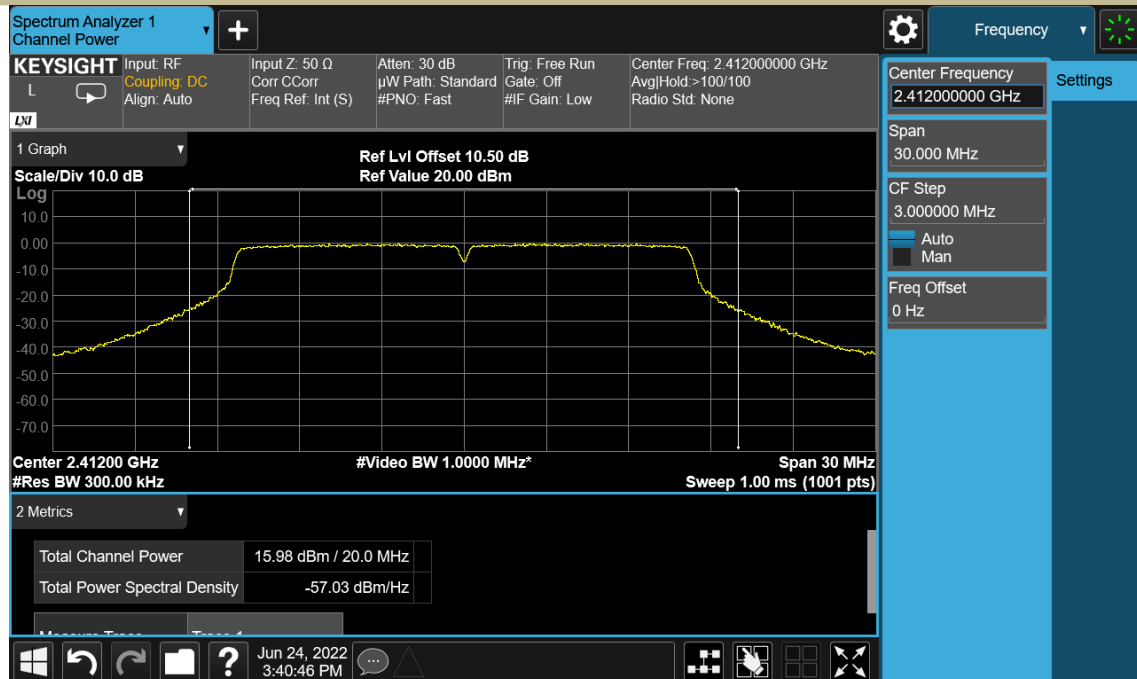 Spectrum Analyzer 1
Channel Power
+
Frequency
KEYSIGHT
L
LXI
Input: RF
Coupling: DC
Align: Auto
Input Z: 50 Ω
Corr CCorr
Freq Ref: Int (S)
Atten: 30 dB
µW Path: Standard
#PNO: Fast
Trig: Free Run
Gate: Off
#IF Gain: Low
Center Freq: 2.412000000 GHz
Avg|Hold:>100/100
Radio Std: None
Center Frequency
2.412000000 GHz
Settings
Span
30.000 MHz
CF Step
3.000000 MHz
Auto
Man
Freq Offset
0 Hz
1 Graph
Ref Lvl Offset 10.50 dB
Scale/Div 10.0 dB
Ref Value 20.00 dBm
Log
10.0
0.00
-10.0
-20.0
-30.0
-40.0
-50.0
-60.0
-70.0
Center 2.41200 GHz
#Video BW 1.0000 MHz*
Span 30 MHz
#Res BW 300.00 kHz
Sweep 1.00 ms (1001 pts)
2 Metrics
Total Channel Power 15.98 dBm / 20.0 MHz
Total Power Spectral Density -57.03 dBm/Hz
Measure Trace Trace 1
?
Jun 24, 2022
3:40:46 PM